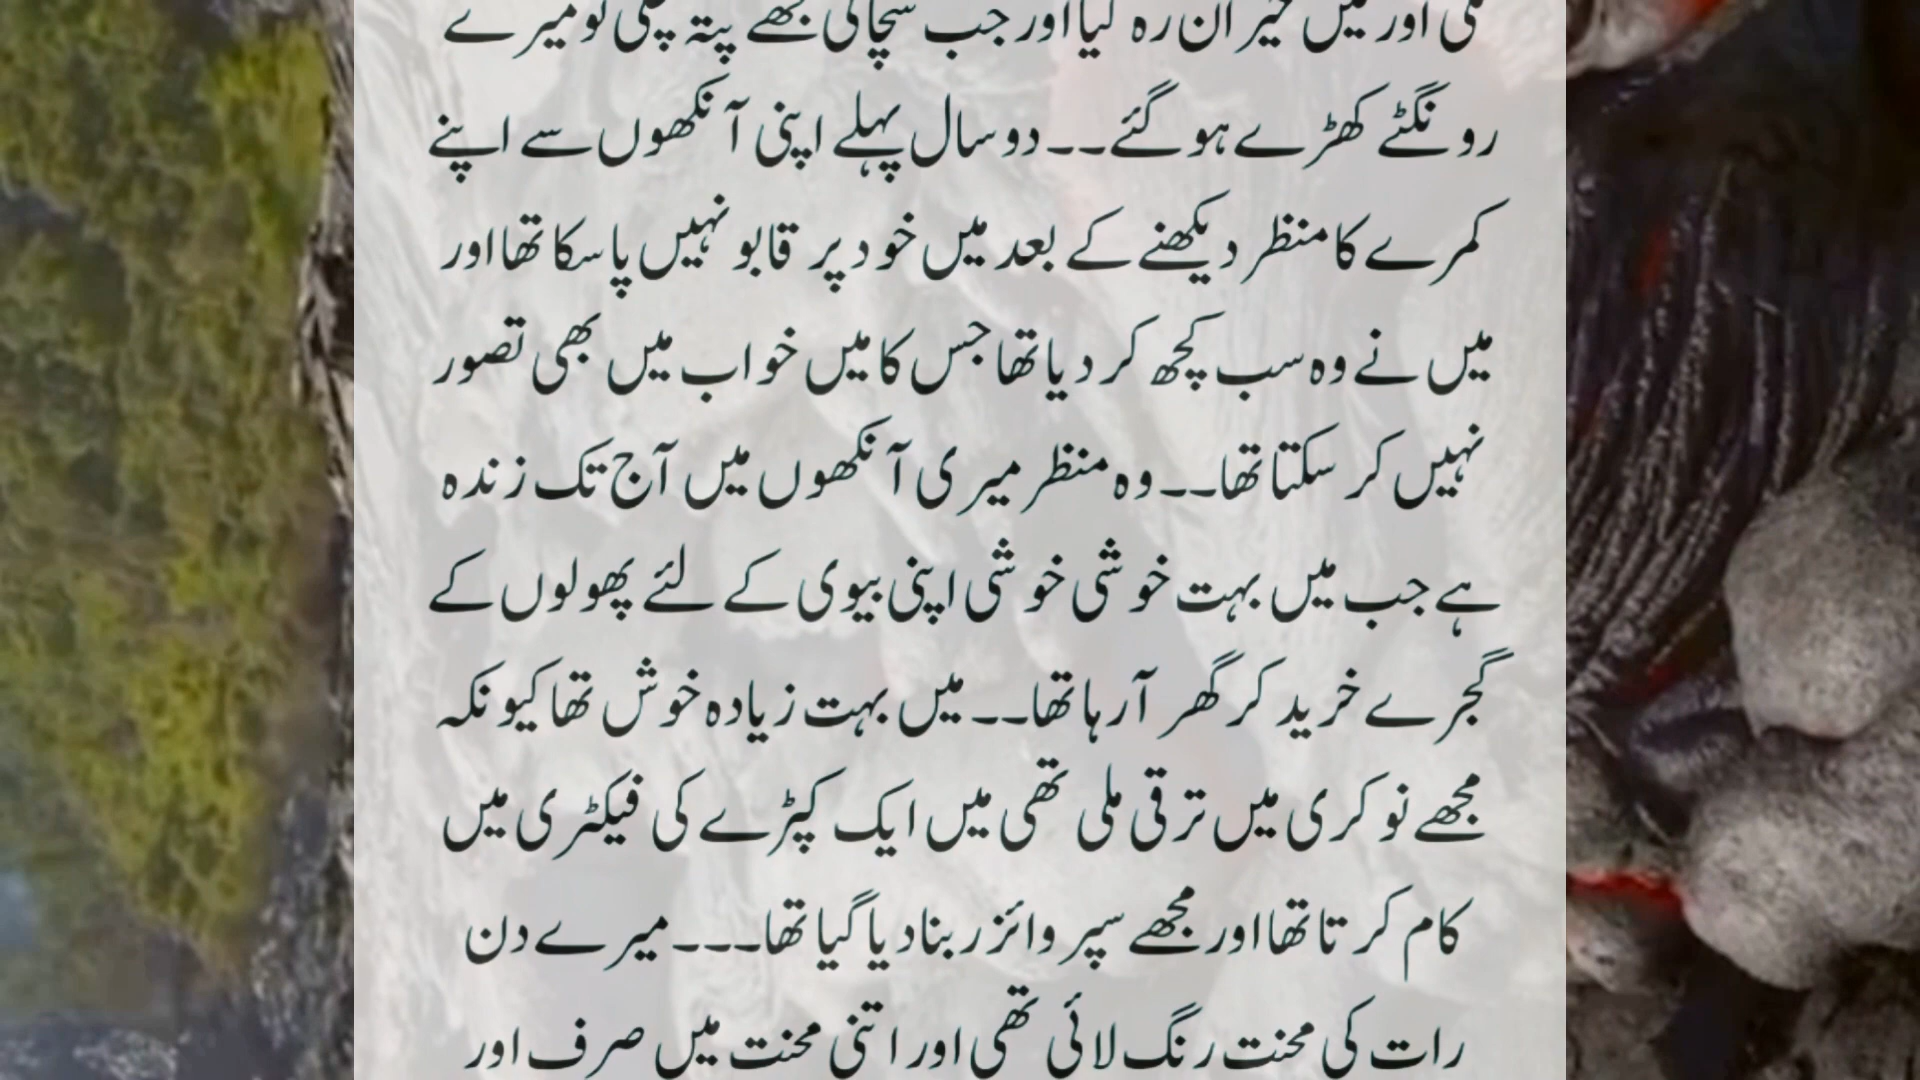 اور میں حیران رہ گیا اور جب سچائی مجھے پتہ چلی تو میرے
رونگٹے کھڑے ہو گئے۔۔ دو سال پہلے اپنی آنکھوں سے اپنے
کمرے کا منظر دیکھنے کے بعد میں خود پر قابو نہیں پا سکا تھا اور
میں نے وہ سب کچھ کر دیا تھا جس کا میں خواب میں بھی تصور
نہیں کر سکتا تھا۔۔ وہ منظر میری آنکھوں میں آج تک زندہ
ہے جب میں بہت خوشی خوشی اپنی بیوی کے لئے پھولوں کے
گجرے خرید کر گھر آ رہا تھا۔۔ میں بہت زیادہ خوش تھا کیونکہ
مجھے نوکری میں ترقی ملی تھی میں ایک کپڑے کی فیکٹری میں
کام کرتا تھا اور مجھے سپروائزر بنا دیا گیا تھا۔۔۔ میرے دن
رات کی محنت رنگ لائی تھی اور اتنی محنت میں صرف اور